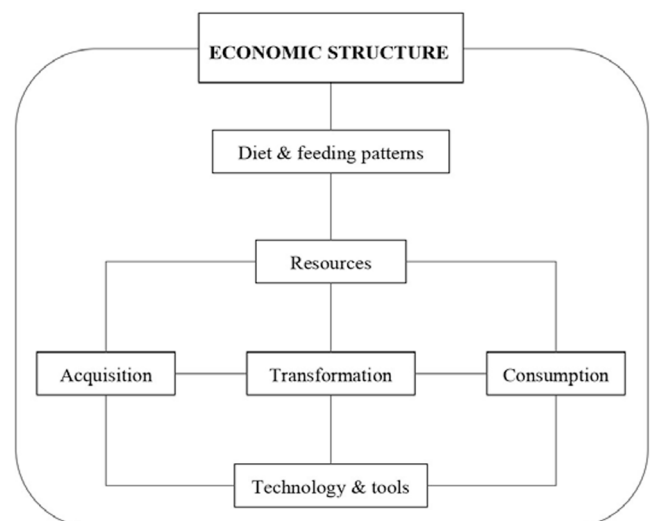 ECONOMIC STRUCTURE
Diet & feeding patterns
Resources
Acquisition
Transformation
Consumption
Technology & tools